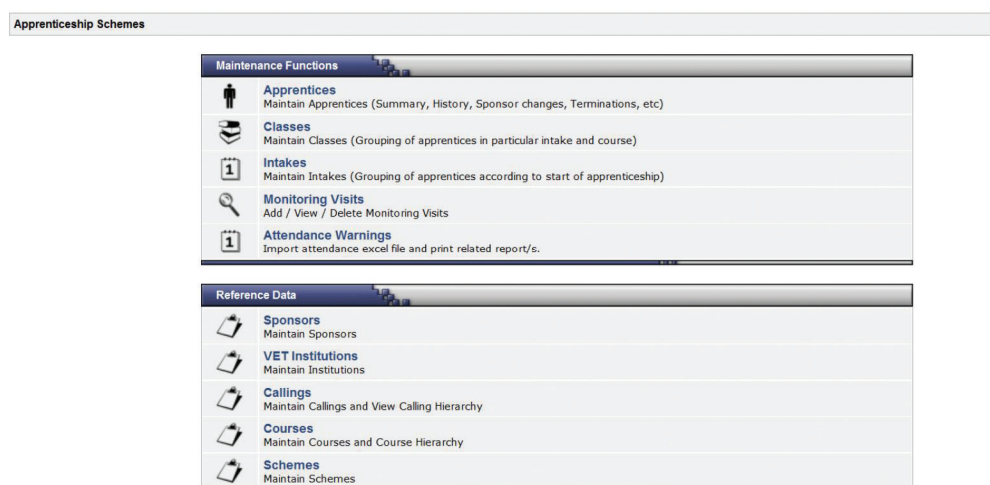 Apprenticeship Schemes
Maintenance Functions
Apprentices
Maintain Apprentices (Summary, History, Sponsor changes, Terminations, etc)
Classes
Maintain Classes (Grouping of apprentices in particular intake and course)
1
Intakes
Maintain Intakes (Grouping of apprentices according to start of apprenticeship)
Monitoring Visits
Add / View / Delete Monitoring Visits
1
Attendance Warnings
Import attendance excel file and print related report/s.
Reference Data
Sponsors
Maintain Sponsors
VET Institutions
Maintain Institutions
Callings
Maintain Callings and View Calling Hierarchy
Courses
Maintain Courses and Course Hierarchy
Schemes
Maintain Schemes